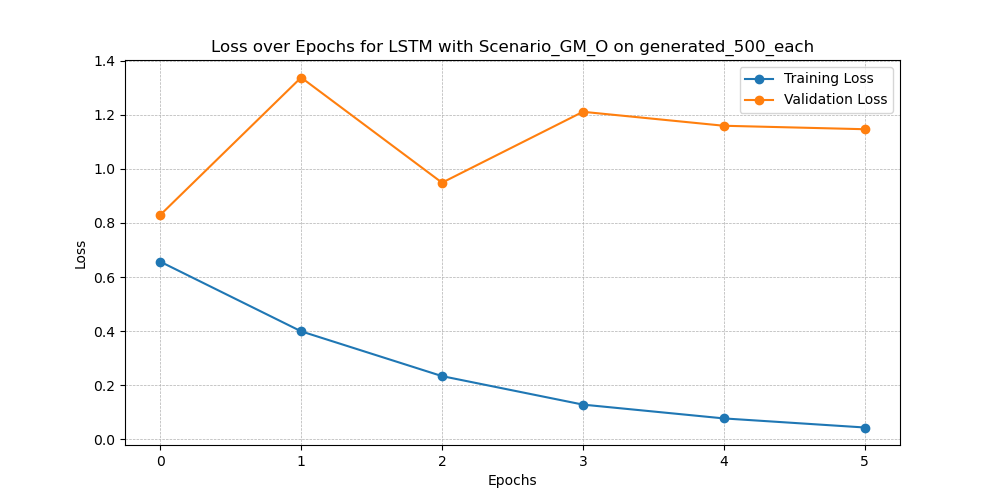 Loss over Epochs for LSTM with Scenario_GM_O on generated_500_each
Training Loss
Validation Loss
Loss
1.4
1.2
1.0
0.8
0.6
0.4
0.2
0.0
0 1 2 3 4 5
Epochs